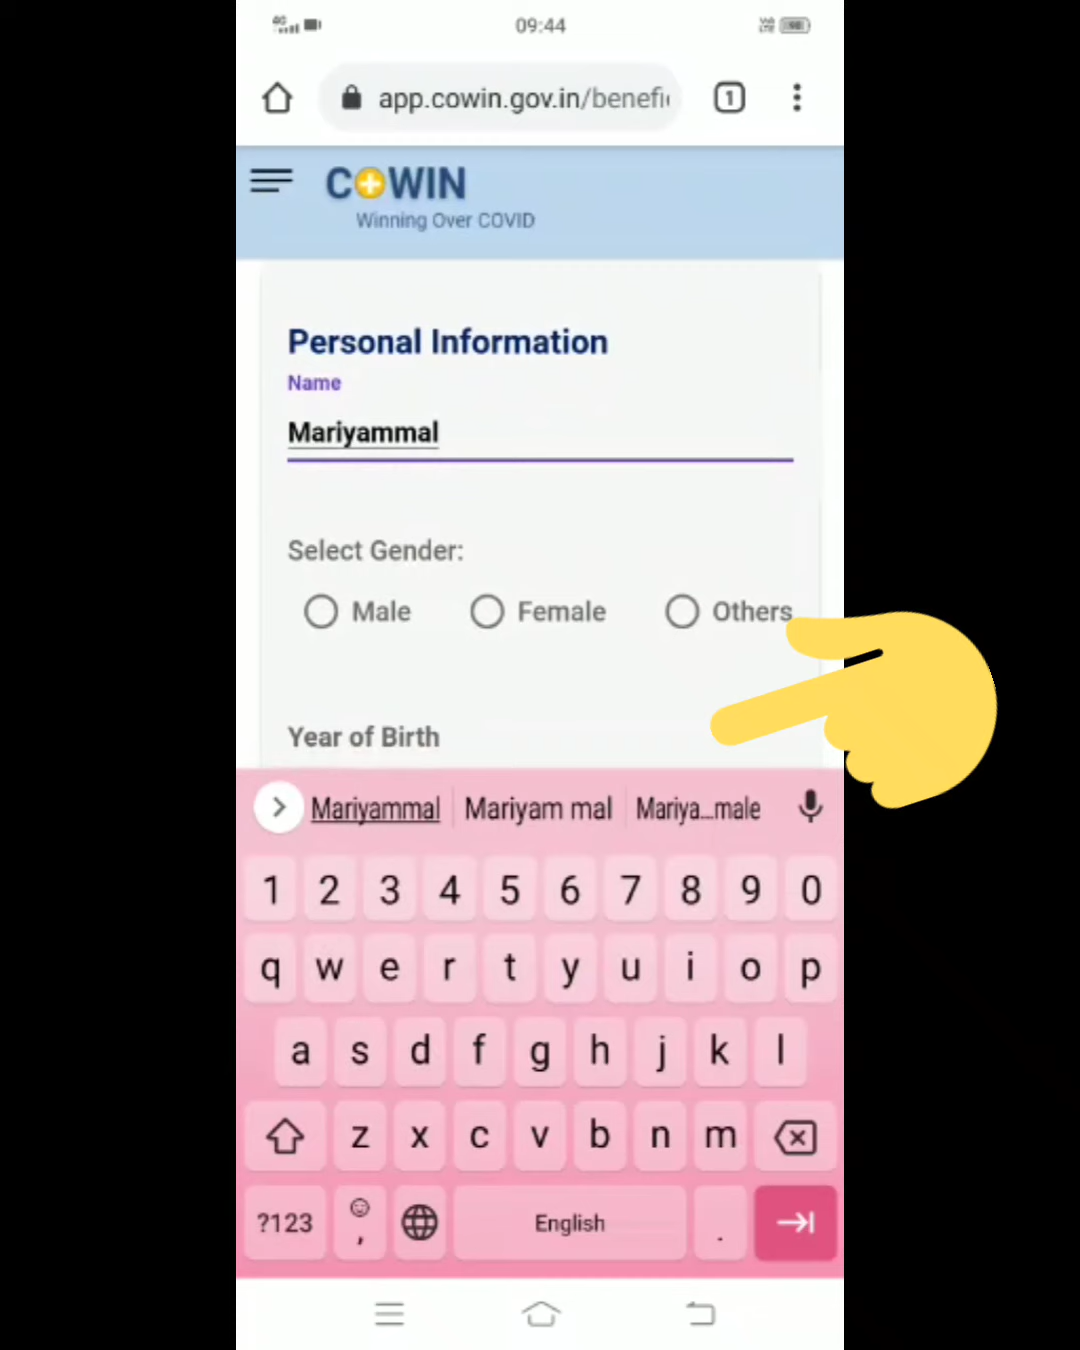 4G
09:44
app.cowin.gov.in/benefi
1
COWIN
Winning Over COVID
Personal Information
Name
Mariyammal
Select Gender:
Male Female Others
Year of Birth
Mariyammal Mariyam mal Mariya...male
1 2 3 4 5 6 7 8 9 0
q w e r t y u i o p
a s d f g h j k l
z x c v b n m
?123 , English .